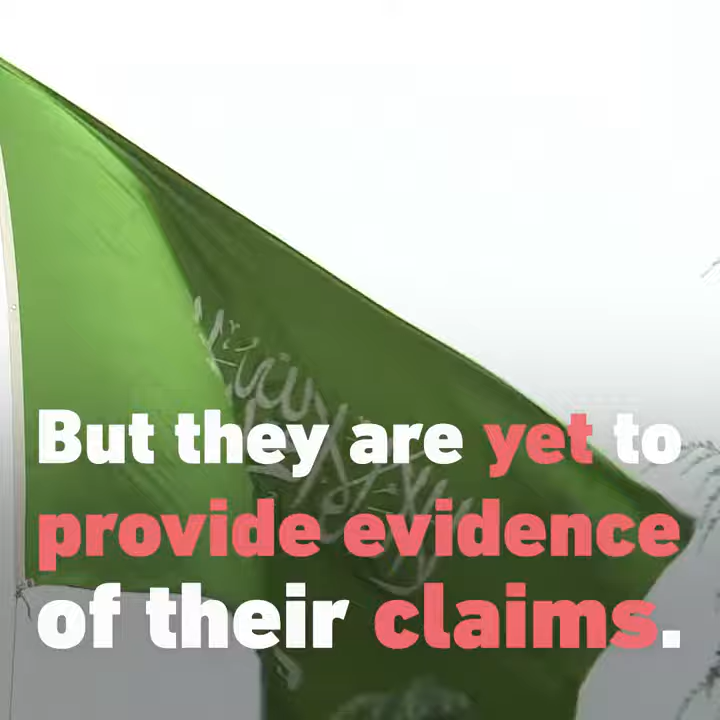 But they are yet to
provide evidence
of their claims.